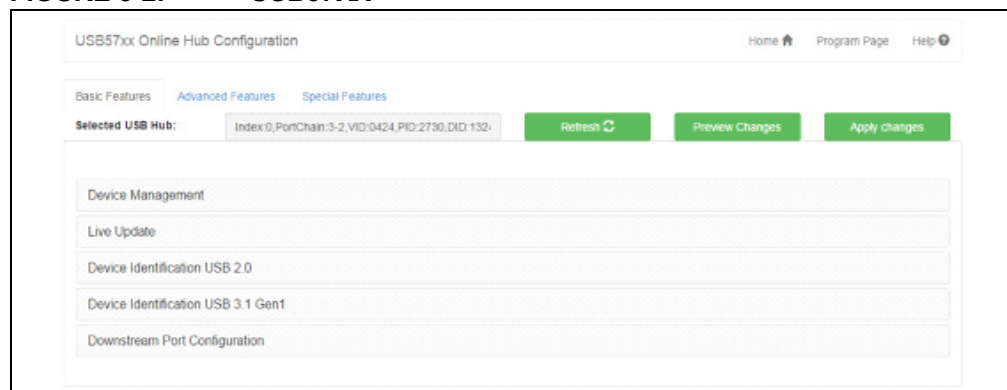 USB57xx Online Hub Configuration Home Program Page Help
Basic Features Advanced Features Special Features
Selected USB Hub: Index:0,PortChain:3-2,VID:0424,PID:2730,DID:132 Refresh Preview Changes Apply changes
Device Management
Live Update
Device Identification USB 2.0
Device Identification USB 3.1 Gen1
Downstream Port Configuration